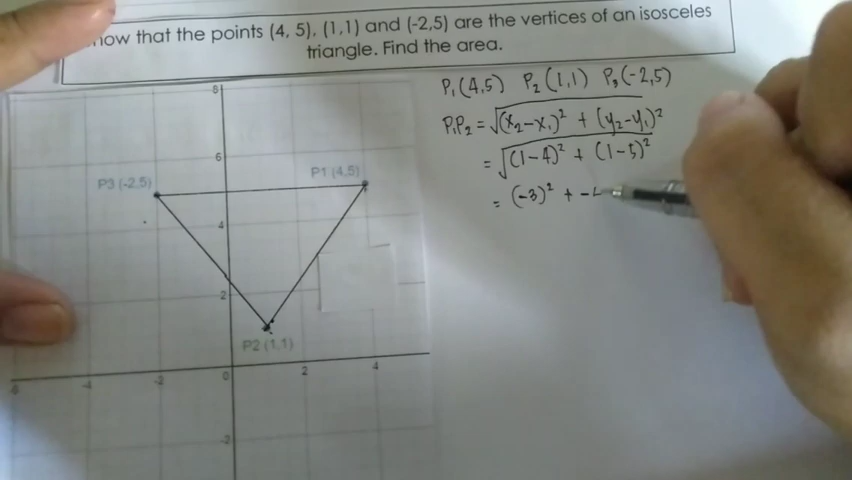 how that the points (4, 5), (1,1) and (-2,5) are the vertices of an isosceles
triangle. Find the area.
P₁(4,5) P₂(1,1) P₃(-2,5)
P₁P₂ = √(x₂-x₁)² + (y₂-y₁)²
= √(1-4)² + (1-5)²
= (-3)² + -4
8
6
P3 (-2,5)
P1 (4,5)
4
2
P2 (1,1)
-4 -2 0 2 4
-2